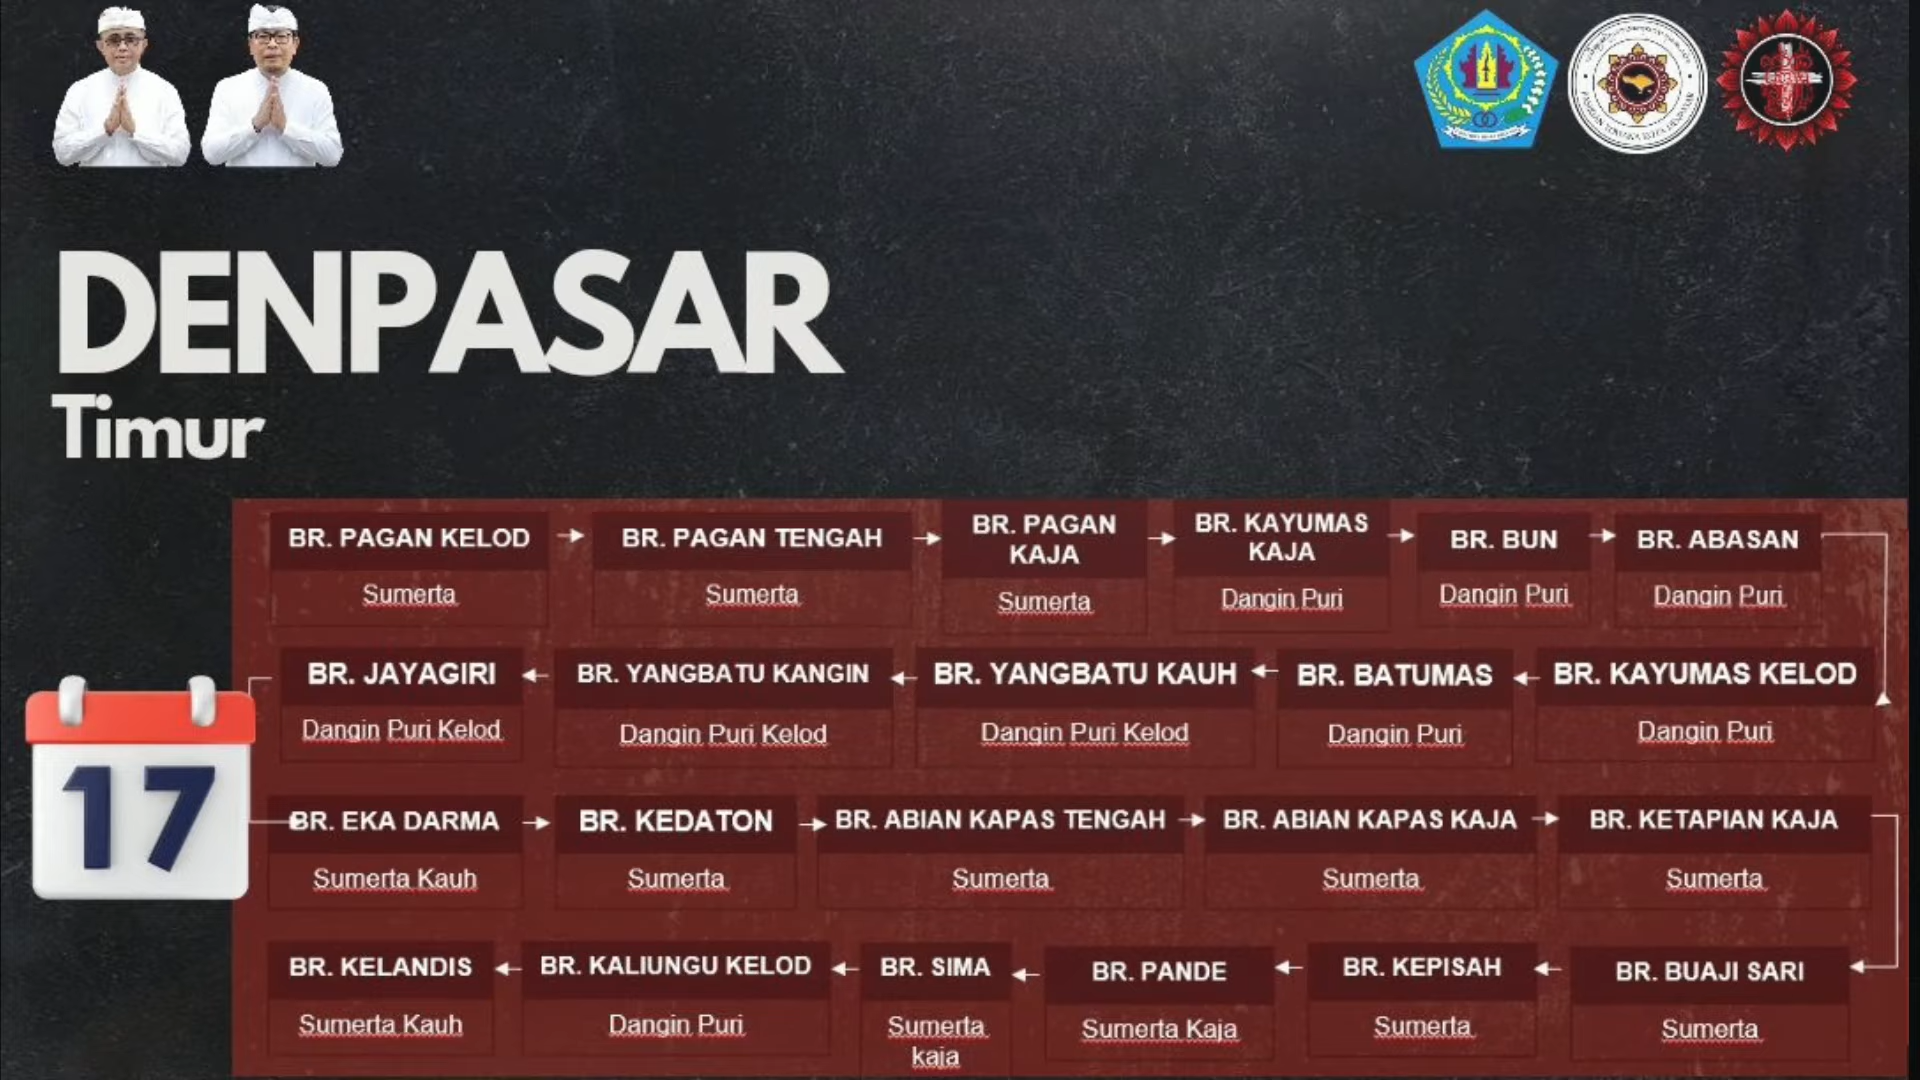 DENPASAR
Timur
BR. PAGAN KELOD
Sumerta
BR. PAGAN TENGAH
Sumerta
BR. PAGAN
KAJA
Sumerta
BR. KAYUMAS
KAJA
Dangin Puri
BR. BUN
Dangin Puri
BR. ABASAN
Dangin Puri
BR. JAYAGIRI
Dangin Puri Kelod
BR. YANGBATU KANGIN
Dangin Puri Kelod
BR. YANGBATU KAUH
Dangin Puri Kelod
BR. BATUMAS
Dangin Puri
BR. KAYUMAS KELOD
Dangin Puri
17
BR. EKA DARMA
Sumerta Kauh
BR. KEDATON
Sumerta
BR. ABIAN KAPAS TENGAH
Sumerta
BR. ABIAN KAPAS KAJA
Sumerta
BR. KETAPIAN KAJA
Sumerta
BR. KELANDIS
Sumerta Kauh
BR. KALIUNGU KELOD
Dangin Puri
BR. SIMA
Sumerta
kaja
BR. PANDE
Sumerta Kaja
BR. KEPISAH
Sumerta
BR. BUAJI SARI
Sumerta